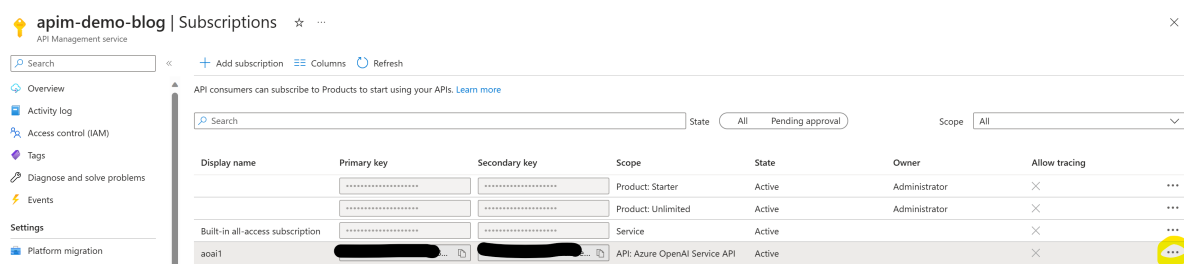 apim-demo-blog | Subscriptions
API Management service
Search
Overview
Activity log
Access control (IAM)
Tags
Diagnose and solve problems
Events
Settings
Platform migration
Add subscription Columns Refresh
API consumers can subscribe to Products to start using your APIs. Learn more
Search State All Pending approval Scope All
Display name Primary key Secondary key Scope State Owner Allow tracing
******************** ******************** Product: Starter Active Administrator
******************** ******************** Product: Unlimited Active Administrator
Built-in all-access subscription ******************** ******************** Service Active
aoai1 ... e... API: Azure OpenAI Service API Active